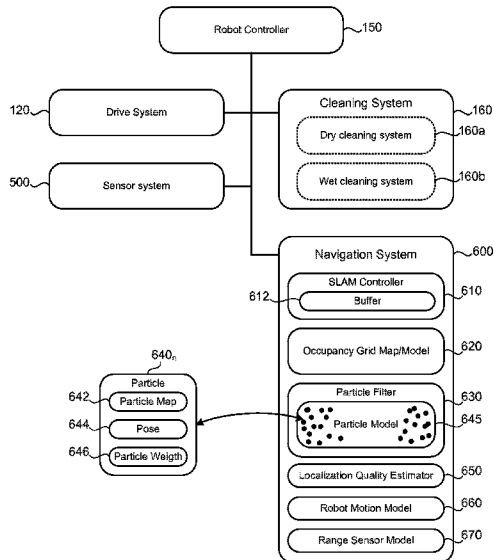 Robot Controller
150
120
Drive System
Cleaning System
160
Dry cleaning system
160a
500
Sensor system
Wet cleaning system
160b
Navigation System
600
SLAM Controller
612
Buffer
610
Occupancy Grid Map/Model
620
640n
Particle
642
Particle Map
644
Pose
646
Particle Weigth
Particle Filter
630
Particle Model
645
Localization Quality Estimator
650
Robot Motion Model
660
Range Sensor Model
670